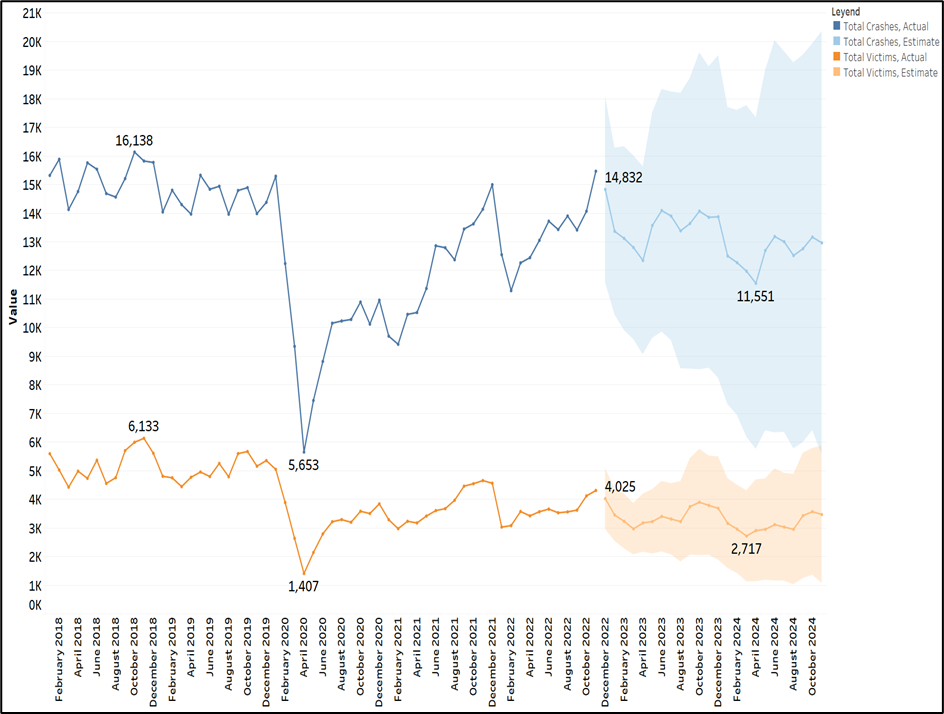 Leyend
Total Crashes, Actual
Total Crashes, Estimate
Total Victims, Actual
Total Victims, Estimate
Value
21K
20K
19K
18K
17K
16K
15K
14K
13K
12K
11K
10K
9K
8K
7K
6K
5K
4K
3K
2K
1K
0K
16,138
14,832
11,551
6,133
5,653
4,025
2,717
1,407
February 2018
April 2018
June 2018
August 2018
October 2018
December 2018
February 2019
April 2019
June 2019
August 2019
October 2019
December 2019
February 2020
April 2020
June 2020
August 2020
October 2020
December 2020
February 2021
April 2021
June 2021
August 2021
October 2021
December 2021
February 2022
April 2022
June 2022
August 2022
October 2022
December 2022
February 2023
April 2023
June 2023
August 2023
October 2023
December 2023
February 2024
April 2024
June 2024
August 2024
October 2024